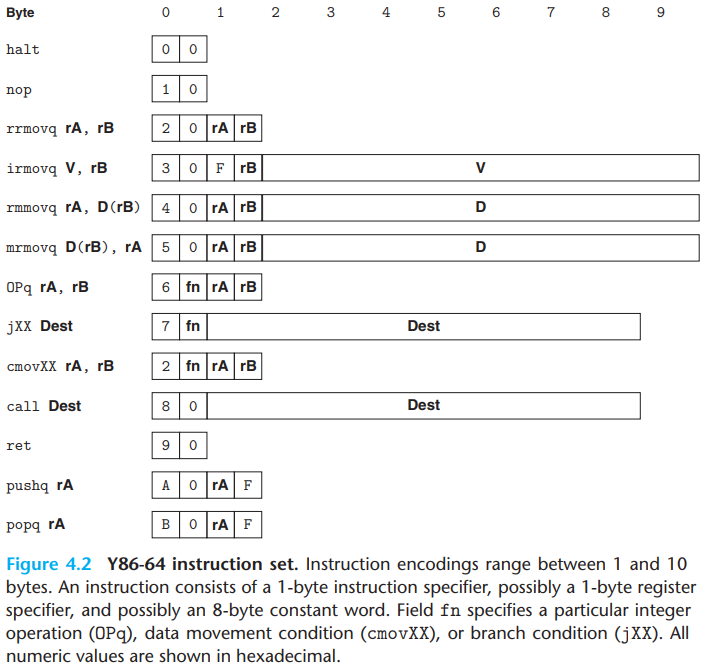 Byte 0 1 2 3 4 5 6 7 8 9
halt 0 0
nop 1 0
rrmovq rA, rB 2 0 rA rB
irmovq V, rB 3 0 F rB V
rmmovq rA, D(rB) 4 0 rA rB D
mrmovq D(rB), rA 5 0 rA rB D
OPq rA, rB 6 fn rA rB
jXX Dest 7 fn Dest
cmovXX rA, rB 2 fn rA rB
call Dest 8 0 Dest
ret 9 0
pushq rA A 0 rA F
popq rA B 0 rA F
Figure 4.2 Y86-64 instruction set. Instruction encodings range between 1 and 10
bytes. An instruction consists of a 1-byte instruction specifier, possibly a 1-byte register
specifier, and possibly an 8-byte constant word. Field fn specifies a particular integer
operation (OPq), data movement condition (cmovXX), or branch condition (jXX). All
numeric values are shown in hexadecimal.